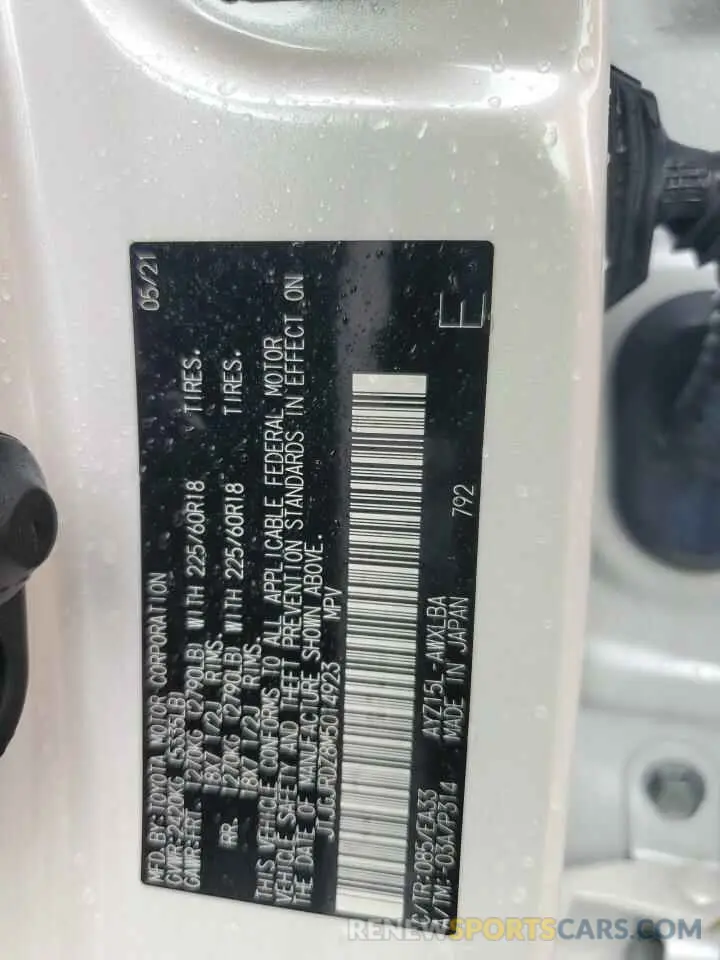 MFD. BY: TOYOTA MOTOR CORPORATION 05/21
GVWR: 2420KG (5335LB)
GAWR: FRT. 1270KG (2790LB) WITH 225/60R18 TIRES.
18X7 1/2J RIMS.
RR. 1270KG (2790LB) WITH 225/60R18 TIRES.
18X7 1/2J RIMS.
THIS VEHICLE CONFORMS TO ALL APPLICABLE FEDERAL MOTOR
VEHICLE SAFETY AND THEFT PREVENTION STANDARDS IN EFFECT ON
THE DATE OF MANUFACTURE SHOWN ABOVE.
JTJGJRDZ8M5014923 MPV
C/TR: 085/EA33 AYZ15L-AWXLBA
A/TM: -03K/P314 MADE IN JAPAN 792
E
RENEWSPORTSCARS.COM